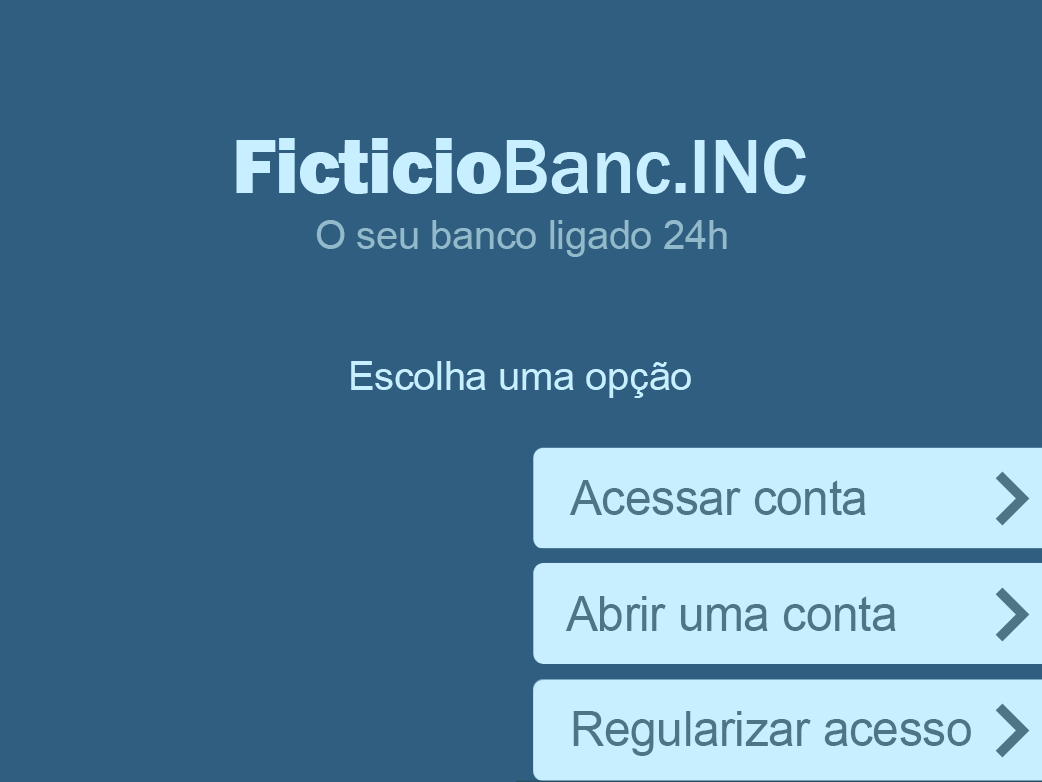 FicticioBanc.INC
O seu banco ligado 24h
Escolha uma opção
Acessar conta
Abrir uma conta
Regularizar acesso